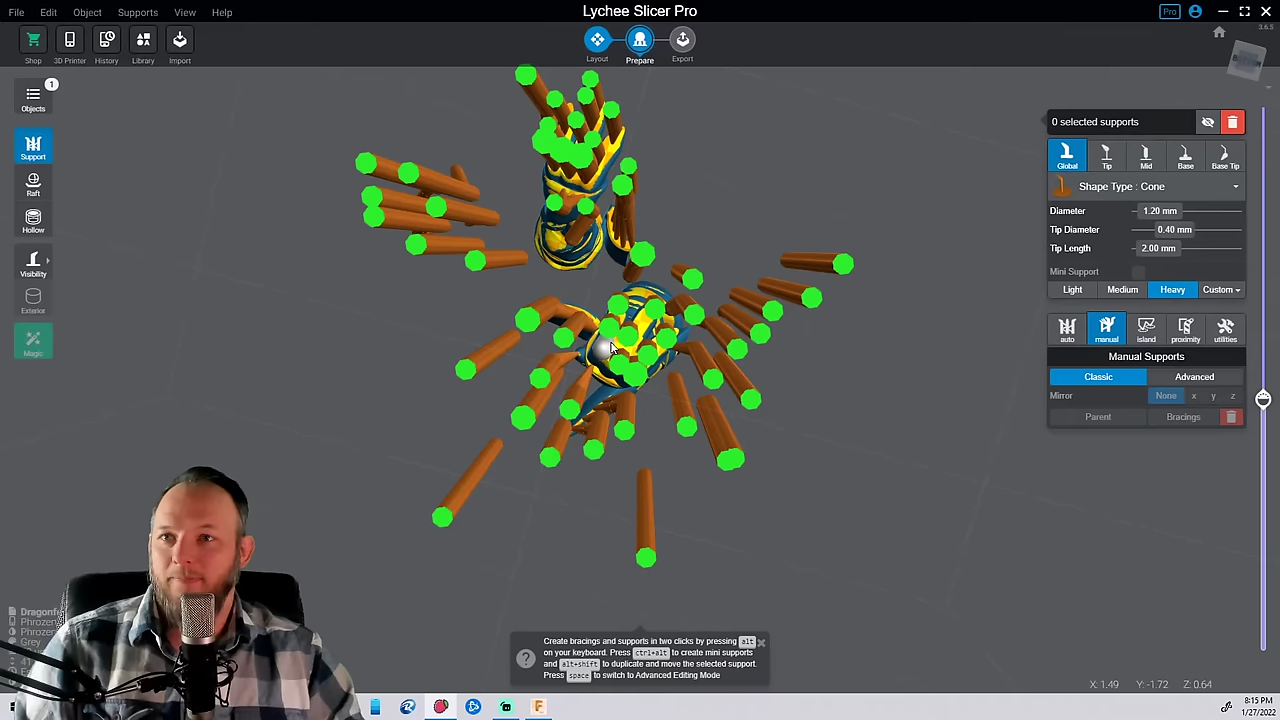 File Edit Object Supports View Help
Lychee Slicer Pro
Pro
3.6.5
Shop 3D Printer History Library Import
Layout Prepare Export
1
Objects
Support
Raft
Hollow
Visibility
Exterior
Magic
0 selected supports
Global Tip Mid Base Base Tip
Shape Type : Cone
Diameter 1.20 mm
Tip Diameter 0.40 mm
Tip Length 2.00 mm
Mini Support
Light Medium Heavy Custom
auto manual island proximity utilities
Manual Supports
Classic Advanced
Mirror None x y z
Parent Bracings
Create bracings and supports in two clicks by pressing alt
on your keyboard. Press ctrl+alt to create mini supports
and alt+shift to duplicate and move the selected support.
Press space to switch to Advanced Editing Mode
Phrozen
Grey
X: 1.49 Y: -1.72 Z: 0.64
8:15 PM
1/27/2022